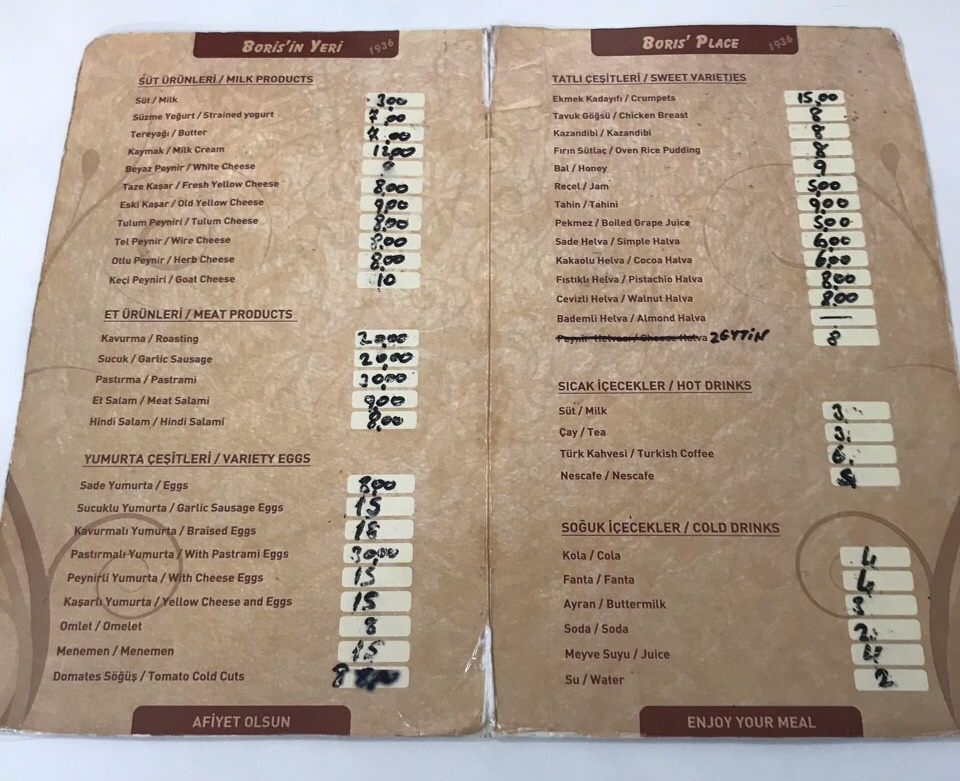 BORIS'IN YERİ 1936
SÜT ÜRÜNLERİ / MILK PRODUCTS
Süt / Milk 3.00
Süzme Yoğurt / Strained yogurt 7.00
Tereyağı / Butter 7.00
Kaymak / Milk Cream 12.00
Beyaz Peynir / White Cheese 9
Taze Kaşar / Fresh Yellow Cheese 8.00
Eski Kaşar / Old Yellow Cheese 9.00
Tulum Peyniri / Tulum Cheese 8.00
Tel Peynir / Wire Cheese 8.00
Otlu Peynir / Herb Cheese 8.00
Keçi Peyniri / Goat Cheese 10
ET ÜRÜNLERİ / MEAT PRODUCTS
Kavurma / Roasting 20.00
Sucuk / Garlic Sausage 20.00
Pastırma / Pastrami 30.00
Et Salam / Meat Salami 9.00
Hindi Salam / Hindi Salami 8.00
YUMURTA ÇEŞİTLERİ / VARIETY EGGS
Sade Yumurta / Eggs 8.00
Sucuklu Yumurta / Garlic Sausage Eggs 15
Kavurmalı Yumurta / Braised Eggs 18
Pastırmalı Yumurta / With Pastrami Eggs 30.00
Peynirli Yumurta / With Cheese Eggs 15
Kaşarlı Yumurta / Yellow Cheese and Eggs 15
Omlet / Omelet 8
Menemen / Menemen 15
Domates Söğüş / Tomato Cold Cuts 8
AFİYET OLSUN
BORIS' PLACE 1936
TATLI ÇEŞİTLERİ / SWEET VARIETIES
Ekmek Kadayıfı / Crumpets 15.00
Tavuk Göğsü / Chicken Breast 8
Kazandibi / Kazandibi 8
Fırın Sütlaç / Oven Rice Pudding 8
Bal / Honey 9
Reçel / Jam 5.00
Tahin / Tahini 9.00
Pekmez / Boiled Grape Juice 5.00
Sade Helva / Simple Halva 6.00
Kakaolu Helva / Cocoa Halva 6.00
Fıstıklı Helva / Pistachio Halva 8.00
Cevizli Helva / Walnut Halva 8.00
Bademli Helva / Almond Halva —
Peynir Helvası / Cheese Halva ZEYTİN 8
SICAK İÇECEKLER / HOT DRINKS
Süt / Milk 3.
Çay / Tea 3.
Türk Kahvesi / Turkish Coffee 6.
Nescafe / Nescafe
SOĞUK İÇECEKLER / COLD DRINKS
Kola / Cola 4.
Fanta / Fanta 4.
Ayran / Buttermilk 3
Soda / Soda 2.
Meyve Suyu / Juice 4
Su / Water 2
ENJOY YOUR MEAL